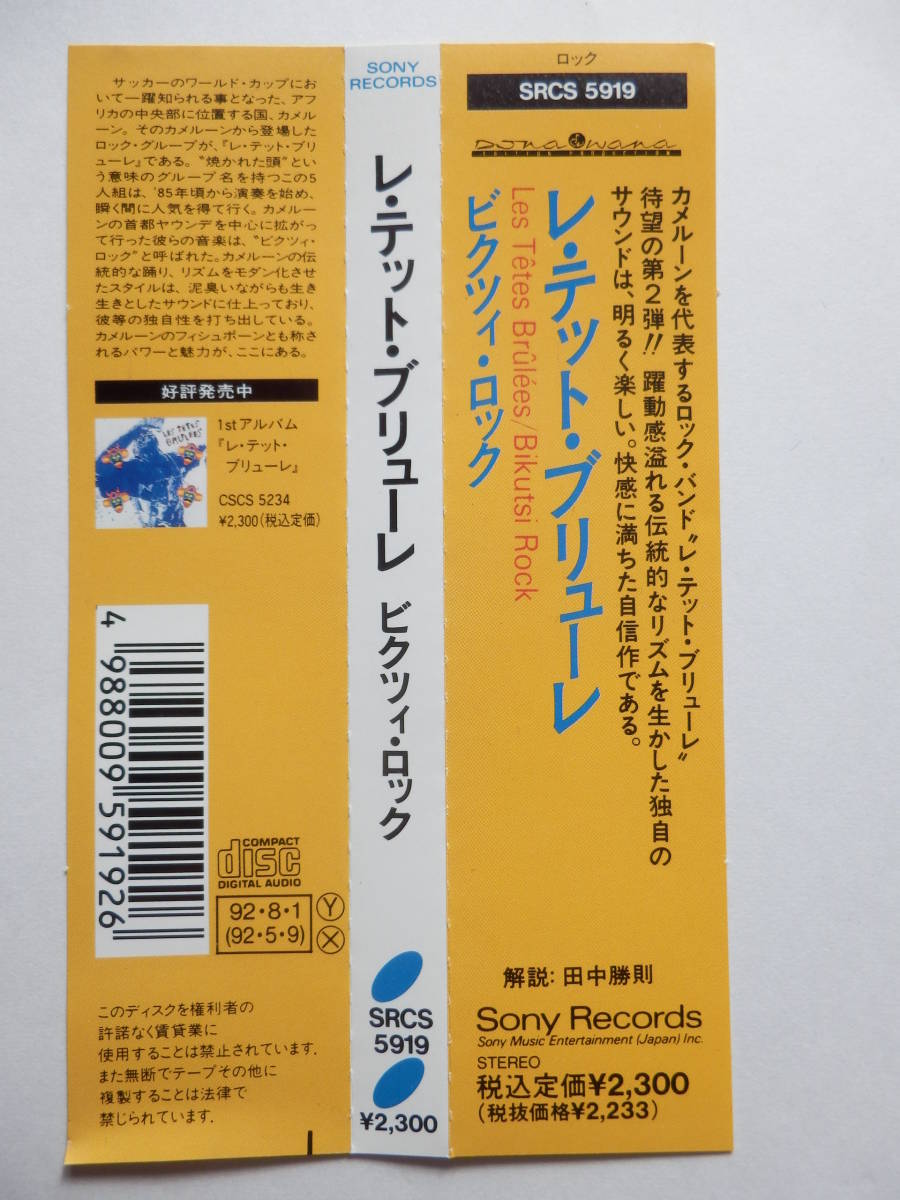 サッカーのワールド・カップにお
いて一躍知られる事となった、アフ
リカの中央部に位置する国、カメル
ーン。そのカメルーンから登場した
ロック・グループが、『レ・テット・ブリ
ューレ』である。“焼かれた頭”とい
う意味のグループ名を持つこの5
人組は、'85年頃から演奏を始め、
瞬く間に人気を得て行く。カメルー
ンの首都ヤウンデを中心に拡がっ
て行った彼らの音楽は、“ビクツィ・
ロック”と呼ばれた。カメルーンの伝
統的な踊り、リズムをモダン化させ
たスタイルは、泥臭いながらも生き
生きとしたサウンドに仕上っており、
彼等の独自性を打ち出している。
カメルーンのフィシュボーンとも称さ
れるパワーと魅力が、ここにある。
好評発売中
LES TETES
BRULEES
1stアルバム
『レ・テット・
ブリューレ』
CSCS 5234
¥2,300(税込定価)
4 988009 591926
COMPACT
disc
DIGITAL AUDIO
92・8・1
(92・5・9)
Y
X
このディスクを権利者の
許諾なく賃貸業に
使用することは禁止されています。
また無断でテープその他に
複製することは法律で
禁じられています。
SONY
RECORDS
レ・テット・ブリューレ ビクツィ・ロック
SRCS
5919
¥2,300
ロック
SRCS 5919
カメルーンを代表するロック・バンド“レ・テット・ブリューレ”
待望の第2弾!! 躍動感溢れる伝統的なリズムを生かした独自の
サウンドは、明るく楽しい。快感に満ちた自信作である。
レ・テット・ブリューレ
Les Têtes Brûlées/Bikutsi Rock
ビクツィ・ロック
解説: 田中勝則
Sony Records
Sony Music Entertainment (Japan) Inc.
STEREO
税込定価¥2,300
(税抜価格¥2,233)